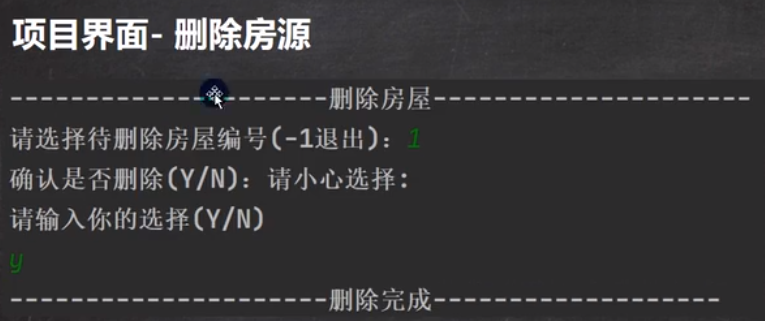 项目界面- 删除房源
---------------------删除房屋---------------------
请选择待删除房屋编号(-1退出)：1
确认是否删除(Y/N)：请小心选择：
请输入你的选择(Y/N)
y
---------------------删除完成-------------------